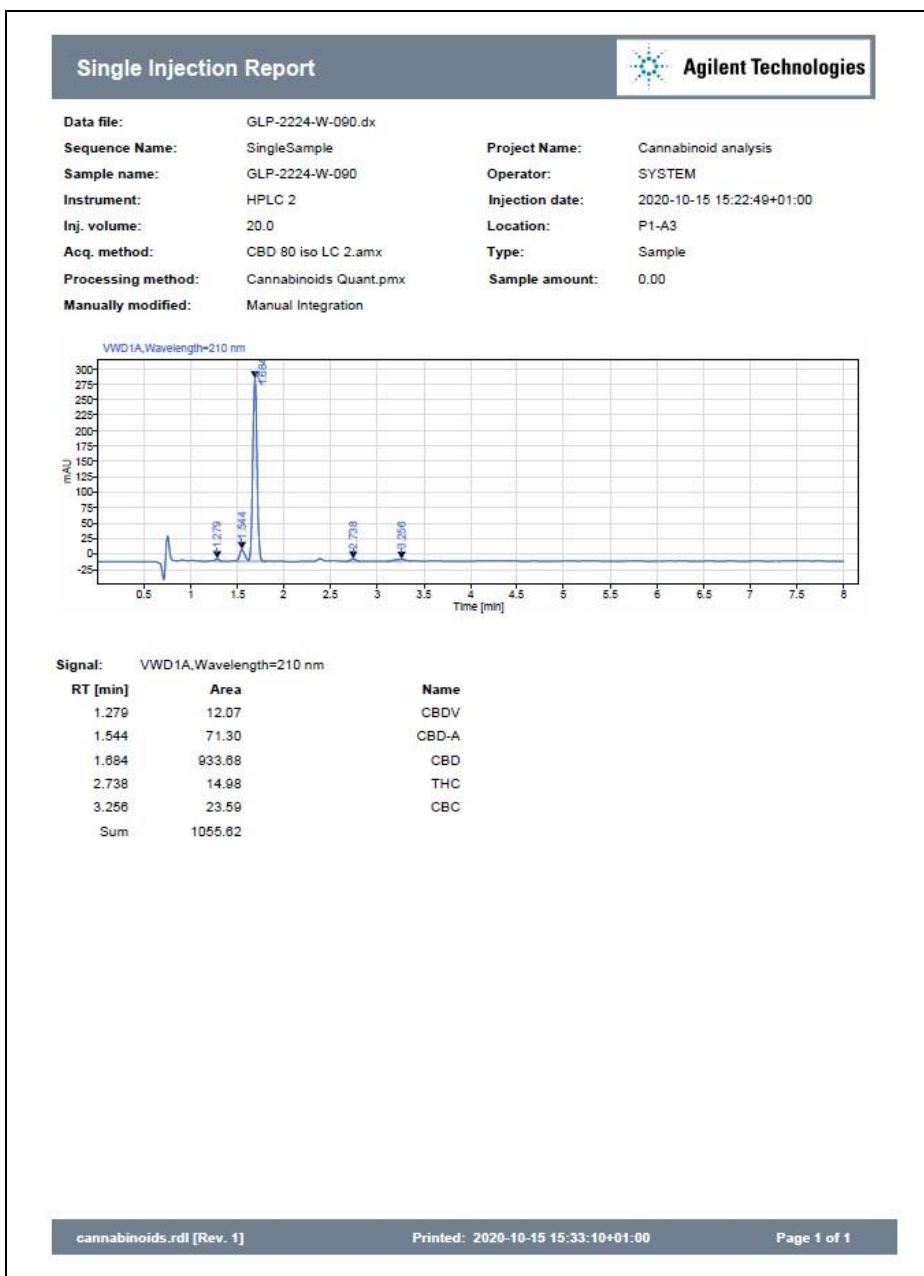 Single Injection Report
Agilent Technologies
Data file: GLP-2224-W-090.dx
Sequence Name: SingleSample Project Name: Cannabinoid analysis
Sample name: GLP-2224-W-090 Operator: SYSTEM
Instrument: HPLC 2 Injection date: 2020-10-15 15:22:49+01:00
Inj. volume: 20.0 Location: P1-A3
Acq. method: CBD 80 iso LC 2.amx Type: Sample
Processing method: Cannabinoids Quant.pmx Sample amount: 0.00
Manually modified: Manual Integration
VWD1A,Wavelength=210 nm
300
275
250
225
200
175
150
125
100
75
50
25
0
-25
mAU
1.279
1.544
1.684
2.738
3.256
0.5 1 1.5 2 2.5 3 3.5 4 4.5 5 5.5 6 6.5 7 7.5 8
Time [min]
Signal: VWD1A,Wavelength=210 nm
RT [min] Area Name
1.279 12.07 CBDV
1.544 71.30 CBD-A
1.684 933.68 CBD
2.738 14.98 THC
3.256 23.59 CBC
Sum 1055.62
cannabinoids.rdl [Rev. 1] Printed: 2020-10-15 15:33:10+01:00 Page 1 of 1